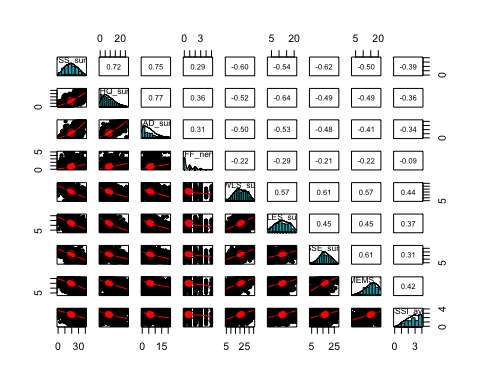 0 20 0 3 5 20 5 20
SS_sur 0.72 0.75 0.29 -0.60 -0.54 -0.62 -0.50 -0.39 0
0 HQ_sur 0.77 0.36 -0.52 -0.64 -0.49 -0.49 -0.36
AD_sur 0.31 -0.50 -0.53 -0.48 -0.41 -0.34 0
0 5 FF_ner -0.22 -0.29 -0.21 -0.22 -0.09
WLS_su 0.57 0.61 0.57 0.44 5
5 LES_su 0.45 0.45 0.37
SE_sur 0.61 0.31 5
5 MEMS_ 0.42
SSI_av 0 4
0 30 0 15 5 25 5 25 0 3